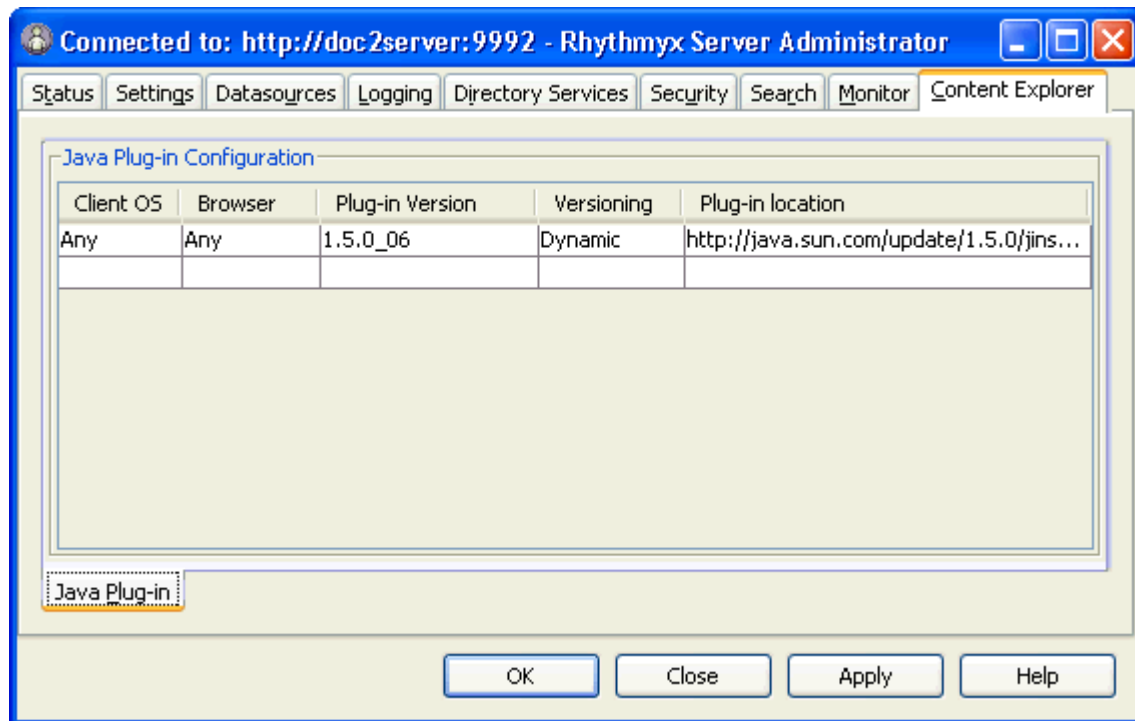 Connected to: http://doc2server:9992 - Rhythmyx Server Administrator
Status Settings Datasources Logging Directory Services Security Search Monitor Content Explorer
Java Plug-in Configuration
Client OS Browser Plug-in Version Versioning Plug-in location
Any Any 1.5.0_06 Dynamic http://java.sun.com/update/1.5.0/jins...
Java Plug-in
OK Close Apply Help